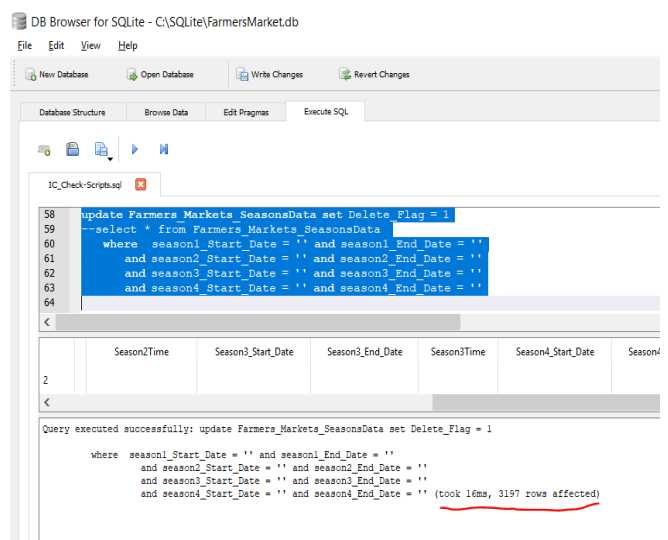 DB Browser for SQLite - C:\SQLite\FarmersMarket.db
File Edit View Help
New Database Open Database Write Changes Revert Changes
Database Structure Browse Data Edit Pragmas Execute SQL
IC_Check-Scripts.sql
58 update Farmers_Markets_SeasonsData set Delete_Flag = 1
59 --select * from Farmers_Markets_SeasonsData
60 where season1_Start_Date = '' and season1_End_Date = ''
61 and season2_Start_Date = '' and season2_End_Date = ''
62 and season3_Start_Date = '' and season3_End_Date = ''
63 and season4_Start_Date = '' and season4_End_Date = ''
64
Season2Time Season3_Start_Date Season3_End_Date Season3Time Season4_Start_Date Season4
2
Query executed successfully: update Farmers_Markets_SeasonsData set Delete_Flag = 1
where season1_Start_Date = '' and season1_End_Date = ''
and season2_Start_Date = '' and season2_End_Date = ''
and season3_Start_Date = '' and season3_End_Date = ''
and season4_Start_Date = '' and season4_End_Date = '' (took 16ms, 3197 rows affected)